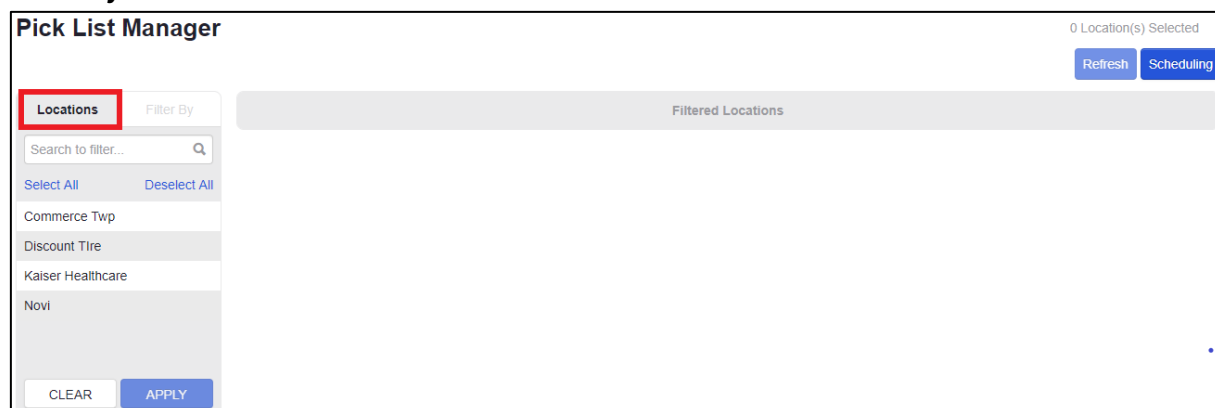 Pick List Manager
0 Location(s) Selected
Refresh Scheduling
Locations Filter By
Filtered Locations
Search to filter...
Select All Deselect All
Commerce Twp
Discount TIre
Kaiser Healthcare
Novi
CLEAR APPLY